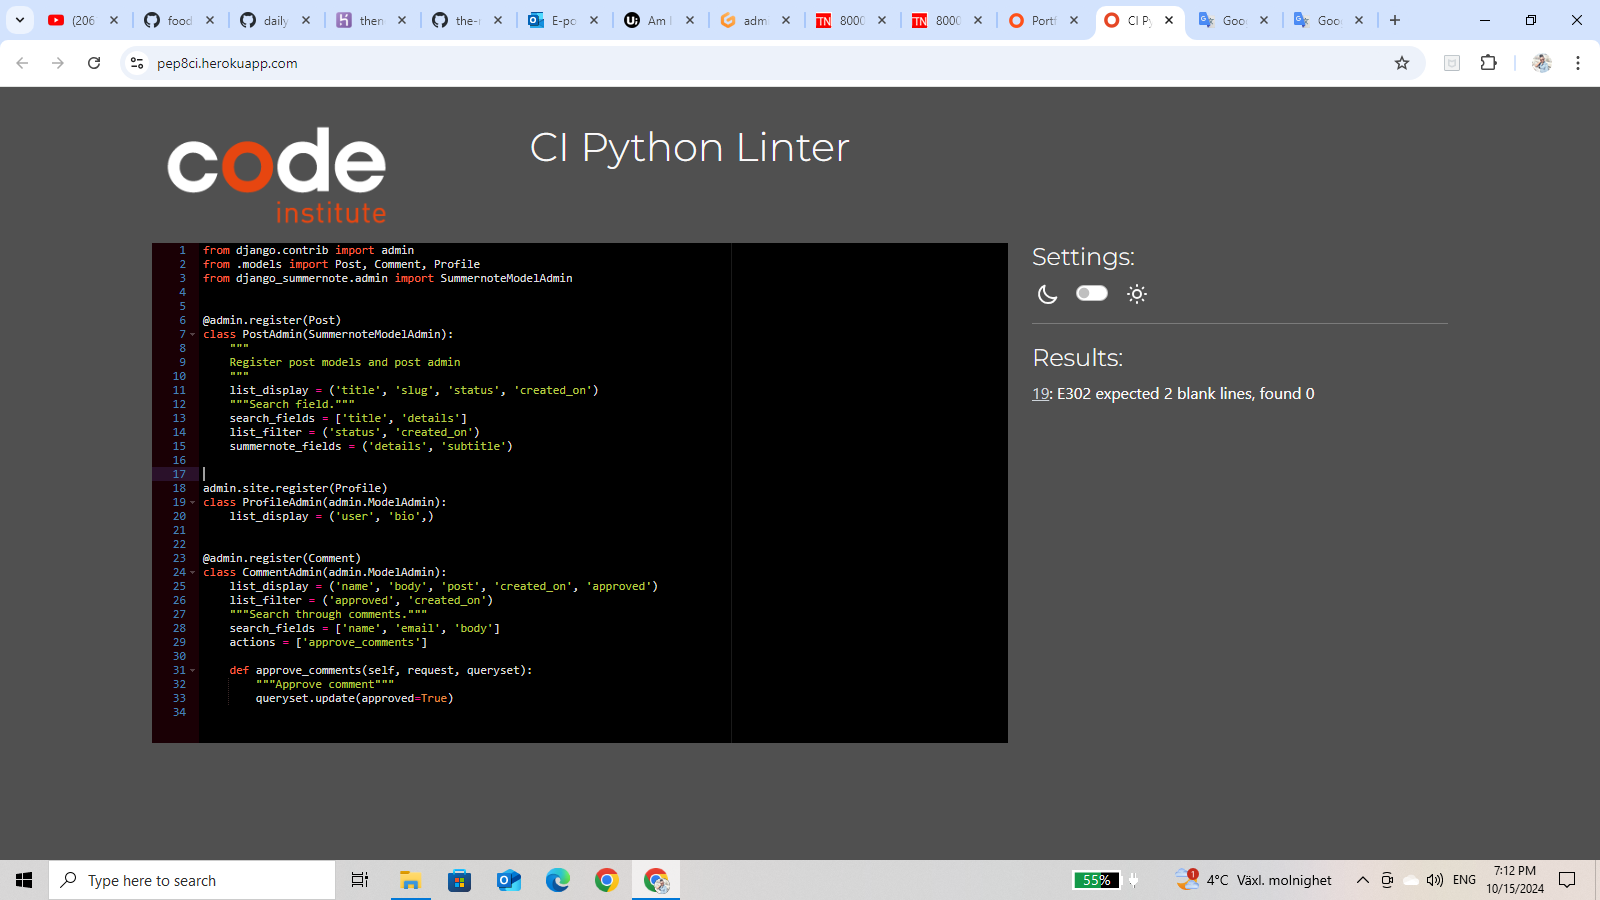 (206
food
daily
then
the-r
E-po
Am I
adm
8000
8000
Portf
CI Py
Goo
Goo
pep8ci.herokuapp.com
code
institute
CI Python Linter
1 from django.contrib import admin
2 from .models import Post, Comment, Profile
3 from django_summernote.admin import SummernoteModelAdmin
4
5
6 @admin.register(Post)
7 class PostAdmin(SummernoteModelAdmin):
8 """
9 Register post models and post admin
10 """
11 list_display = ('title', 'slug', 'status', 'created_on')
12 """Search field."""
13 search_fields = ['title', 'details']
14 list_filter = ('status', 'created_on')
15 summernote_fields = ('details', 'subtitle')
16
17
18 admin.site.register(Profile)
19 class ProfileAdmin(admin.ModelAdmin):
20 list_display = ('user', 'bio',)
21
22
23 @admin.register(Comment)
24 class CommentAdmin(admin.ModelAdmin):
25 list_display = ('name', 'body', 'post', 'created_on', 'approved')
26 list_filter = ('approved', 'created_on')
27 """Search through comments."""
28 search_fields = ['name', 'email', 'body']
29 actions = ['approve_comments']
30
31 def approve_comments(self, request, queryset):
32 """Approve comment"""
33 queryset.update(approved=True)
34
Settings:
Results:
19: E302 expected 2 blank lines, found 0
Type here to search
55%
1
4°C Växl. molnighet
ENG
7:12 PM
10/15/2024